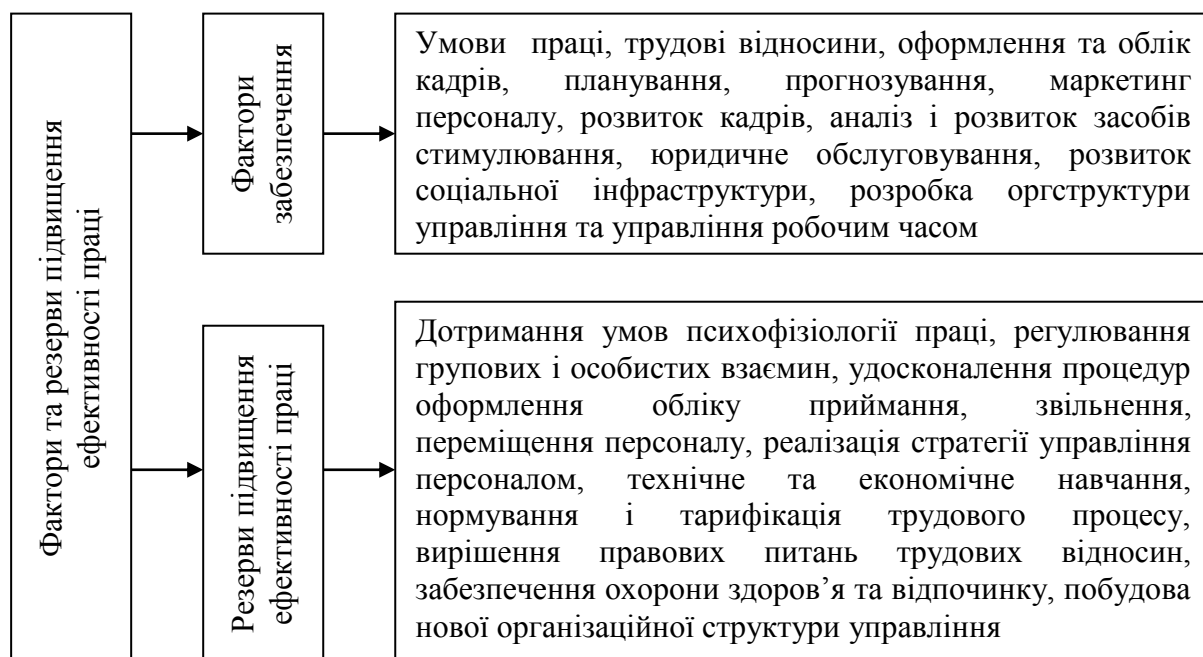 Фактори та резерви підвищення
ефективності праці
Фактори
забезпечення
Умови праці, трудові відносини, оформлення та облік
кадрів, планування, прогнозування, маркетинг
персоналу, розвиток кадрів, аналіз і розвиток засобів
стимулювання, юридичне обслуговування, розвиток
соціальної інфраструктури, розробка оргструктури
управління та управління робочим часом
Резерви підвищення
ефективності праці
Дотримання умов психофізіології праці, регулювання
групових і особистих взаємин, удосконалення процедур
оформлення обліку приймання, звільнення,
переміщення персоналу, реалізація стратегії управління
персоналом, технічне та економічне навчання,
нормування і тарифікація трудового процесу,
вирішення правових питань трудових відносин,
забезпечення охорони здоров’я та відпочинку, побудова
нової організаційної структури управління